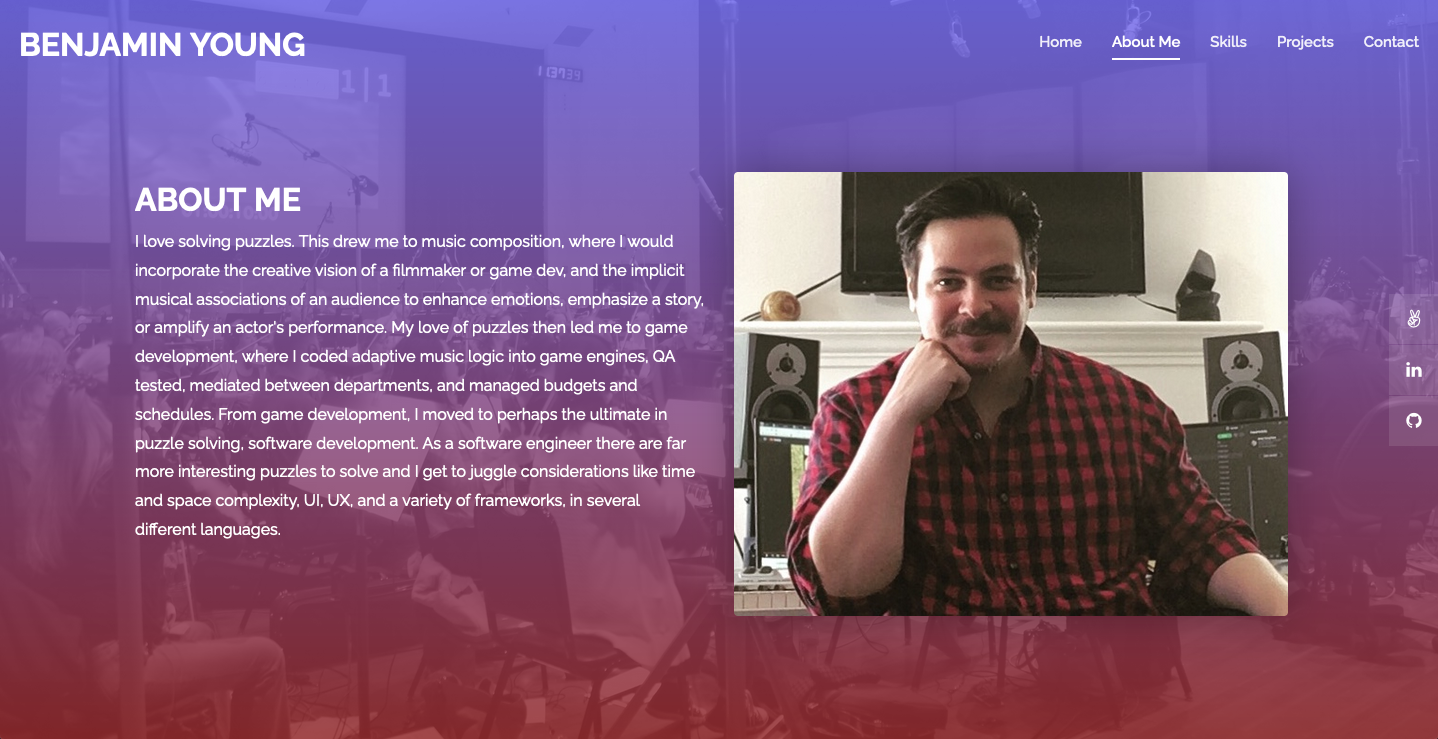 BENJAMIN YOUNG
Home About Me Skills Projects Contact
1|1
ABOUT ME
I love solving puzzles. This drew me to music composition, where I would
incorporate the creative vision of a filmmaker or game dev, and the implicit
musical associations of an audience to enhance emotions, emphasize a story,
or amplify an actor's performance. My love of puzzles then led me to game
development, where I coded adaptive music logic into game engines, QA
tested, mediated between departments, and managed budgets and
schedules. From game development, I moved to perhaps the ultimate in
puzzle solving, software development. As a software engineer there are far
more interesting puzzles to solve and I get to juggle considerations like time
and space complexity, UI, UX, and a variety of frameworks, in several
different languages.
in